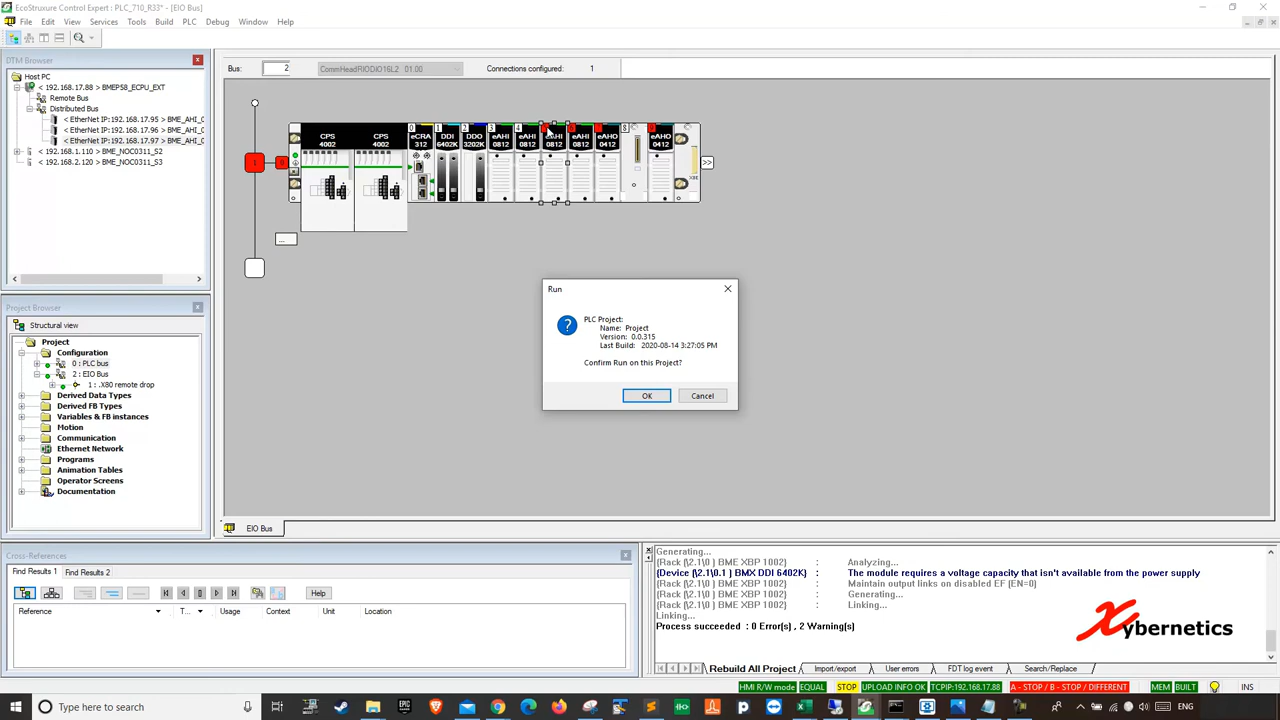 EcoStruxure Control Expert : PLC_710_R33* - [EIO Bus]
File Edit View Services Tools Build PLC Debug Window Help
DTM Browser
Host PC
< 192.168.17.88 > BMEP58_ECPU_EXT
Remote Bus
Distributed Bus
< EtherNet IP:192.168.17.95 > BME_AHI_
< EtherNet IP:192.168.17.96 > BME_AHI_
< EtherNet IP:192.168.17.97 > BME_AHI_
< 192.168.1.110 > BME_NOC0311_S2
< 192.168.2.120 > BME_NOC0311_S3
Bus: 2 CommHeadRIODIO16L2 01.00 Connections configured: 1
1 0
CPS 4002
CPS 4002
0 eCRA 312
1 DDI 6402K
2 DDO 3202K
3 eAHI 0812
4 eAHI 0812
eAHI 0812
eAHI 0812
eAHO 0412
8
eAHO 0412
>>
...
Project Browser
Structural view
Project
Configuration
0 : PLC bus
2 : EIO Bus
1 : .X80 remote drop
Derived Data Types
Derived FB Types
Variables & FB instances
Motion
Communication
Ethernet Network
Programs
Animation Tables
Operator Screens
Documentation
Run
PLC Project:
Name: Project
Version: 0.0.315
Last Build: 2020-08-14 3:27:05 PM
Confirm Run on this Project?
OK Cancel
EIO Bus
Cross-References
Find Results 1 Find Results 2
Help
Reference T... Usage Context Unit Location
Generating...
{Rack (\2.1\0 ) BME XBP 1002} : Analyzing...
{Device (\2.1\0.1 ) BMX DDI 6402K} : The module requires a voltage capacity that isn't available from the power supply
{Rack (\2.1\0 ) BME XBP 1002} : Maintain output links on disabled EF (EN=0)
{Rack (\2.1\0 ) BME XBP 1002} : Generating...
{Rack (\2.1\0 ) BME XBP 1002} : Linking...
Linking...
Process succeeded : 0 Error(s) , 2 Warning(s)
Xybernetics
Rebuild All Project Import/export User errors FDT log event Search/Replace
HMI R/W mode EQUAL STOP UPLOAD INFO OK TCPIP:192.168.17.88 A - STOP / B - STOP / DIFFERENT MEM BUILT INS
Type here to search
ENG